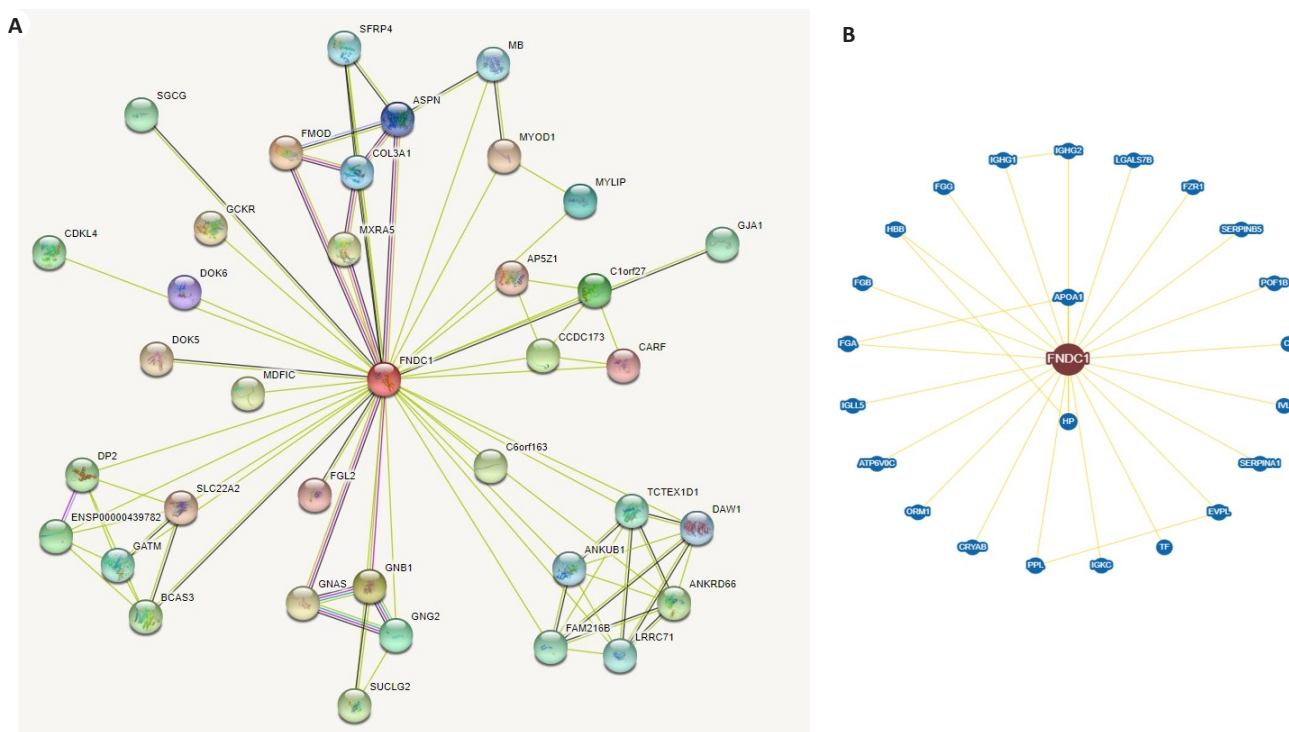 A
SFRP4
MB
SGCG
ASPN
FMOD
MYOD1
COL3A1
MYLIP
GCKR
CDKL4
MXRA5
GJA1
DOK6
AP5Z1
C1orf27
DOK5
CCDC173
CARF
FNDC1
MDFIC
C6orf163
DP2
FGL2
SLC22A2
TCTEX1D1
ENSP00000439782
DAW1
GATM
ANKUB1
GNB1
ANKRD66
GNAS
BCAS3
GNG2
FAM216B
LRRC71
SUCLG2
B
IGHG1
IGHG2
LGALS7B
FGG
FZR1
HBB
SERPINB5
FGB
APOA1
POF1B
FGA
FNDC1
IGLL5
IVL
HP
ATP6V0C
SERPINA1
ORM1
EVPL
CRYAB
TF
PPL
IGKC